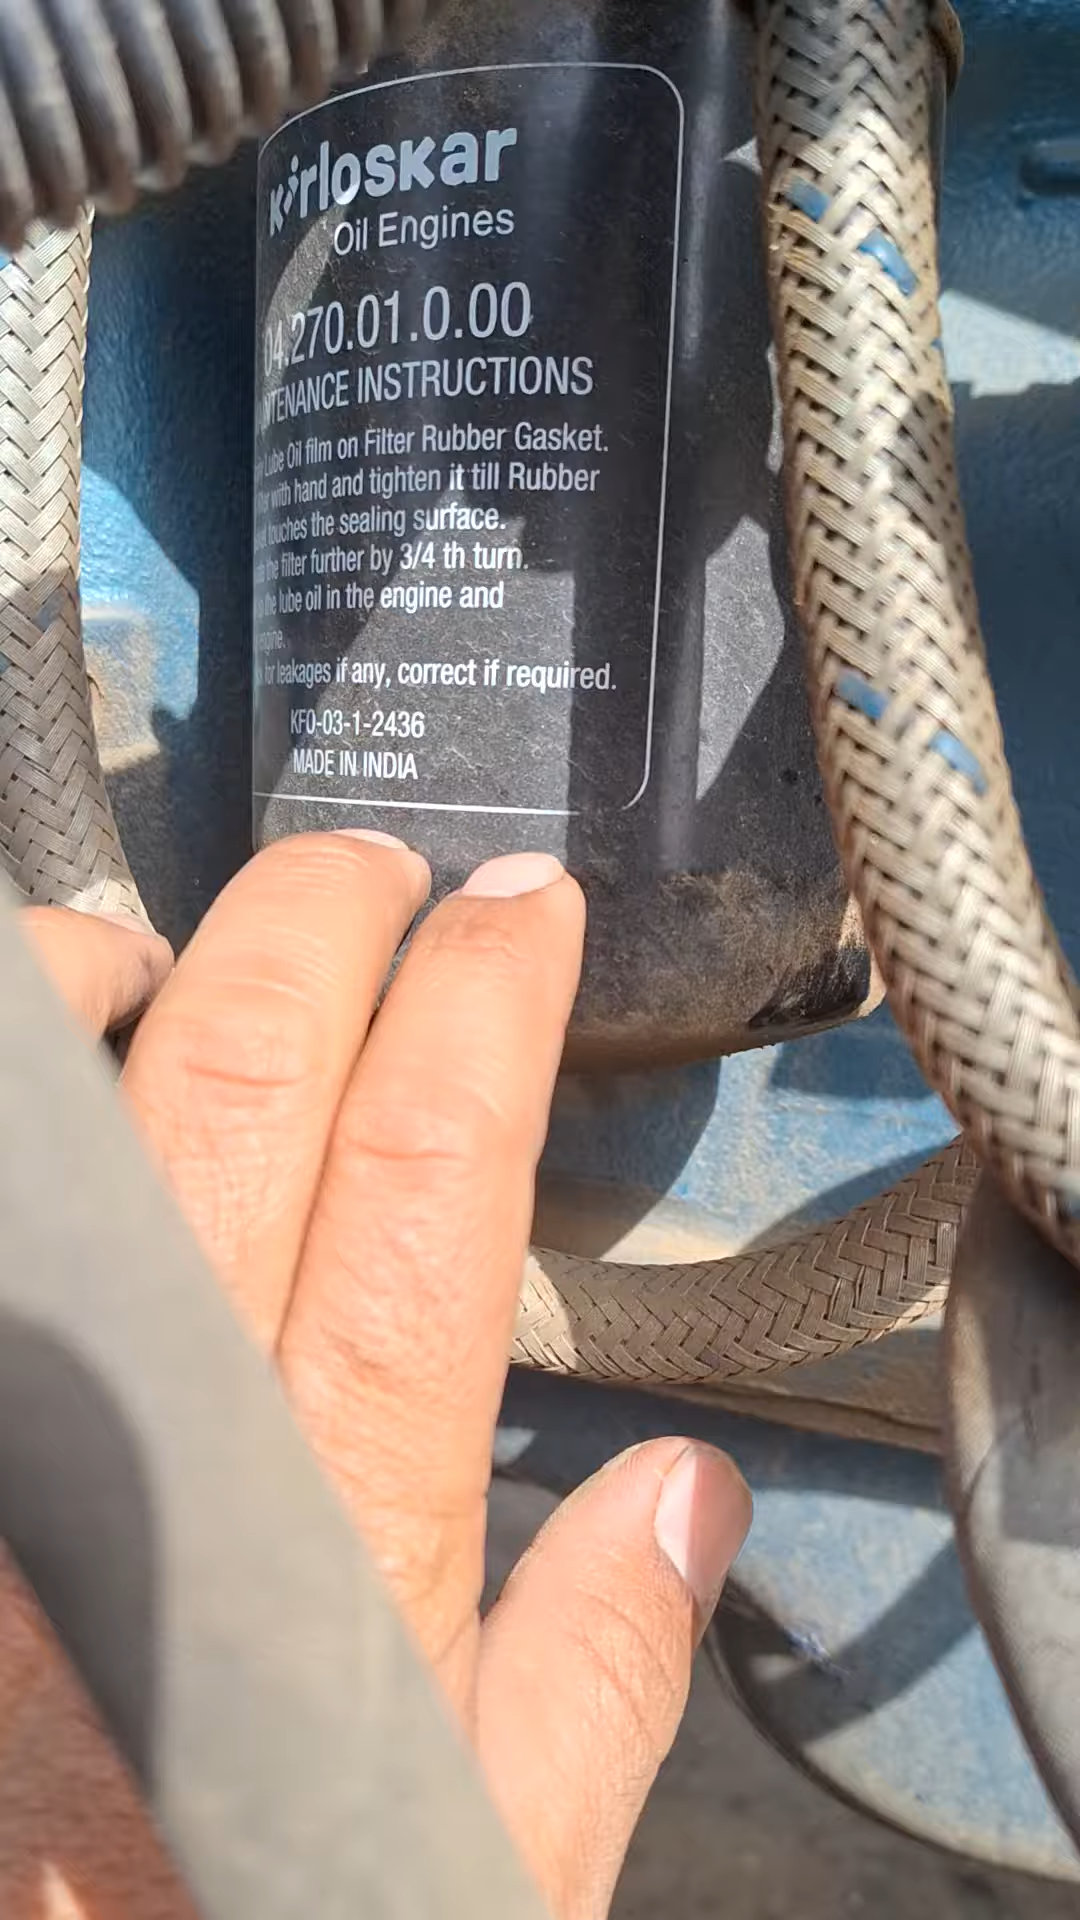 kirloskar
Oil Engines
04.270.01.0.00
INSTRUCTIONS
Lube Oil film on Filter Rubber Gasket.
with hand and tighten it till Rubber
touches the sealing surface.
the filter further by 3/4 th turn.
the lube oil in the engine and
engine.
for leakages if any, correct if required.
KFO-03-1-2436
MADE IN INDIA